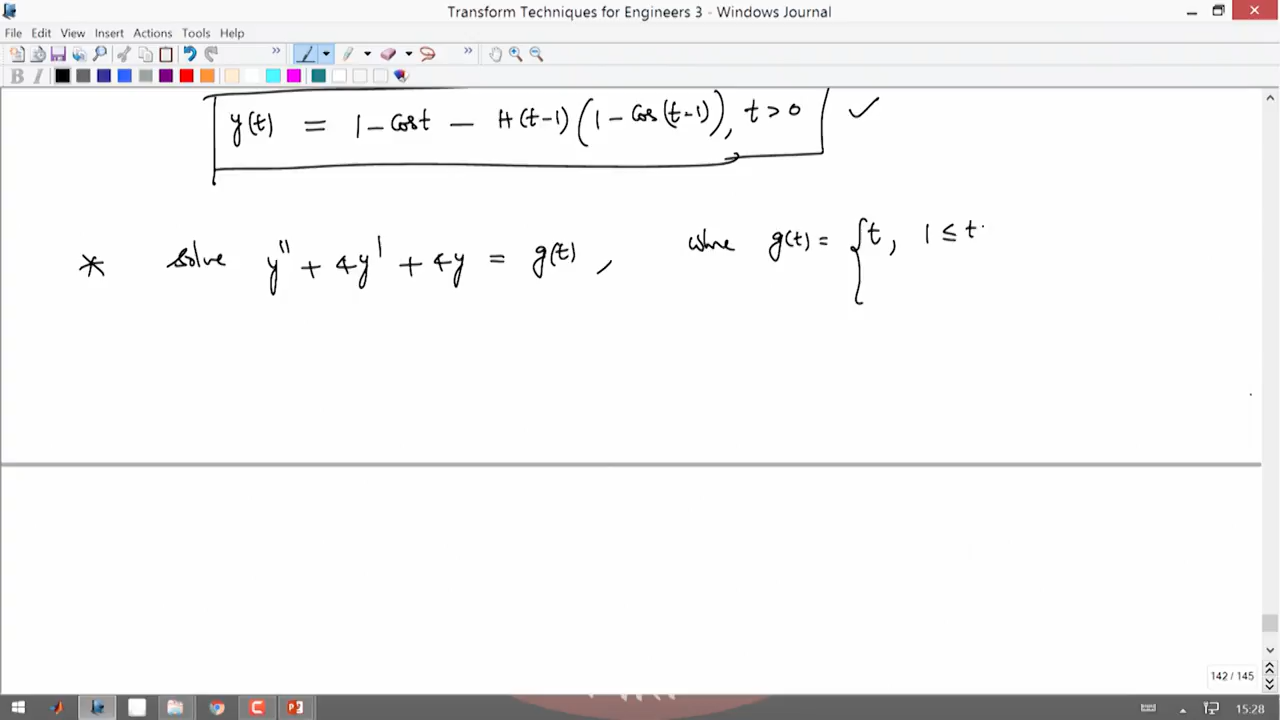 Transform Techniques for Engineers 3 - Windows Journal
File Edit View Insert Actions Tools Help
y(t) = 1 - cost - H(t-1)(1 - cos(t-1)), t > 0 ✓
* solve y'' + 4y' + 4y = g(t), where g(t) = { t, 1 ≤ t
142 / 145
15:28